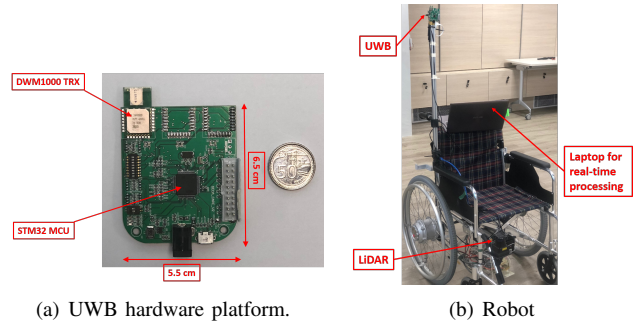 DWM1000 TRX
STM32 MCU
6.5 cm
5.5 cm
50
(a) UWB hardware platform.
UWB
Laptop for
real-time
processing
LiDAR
(b) Robot